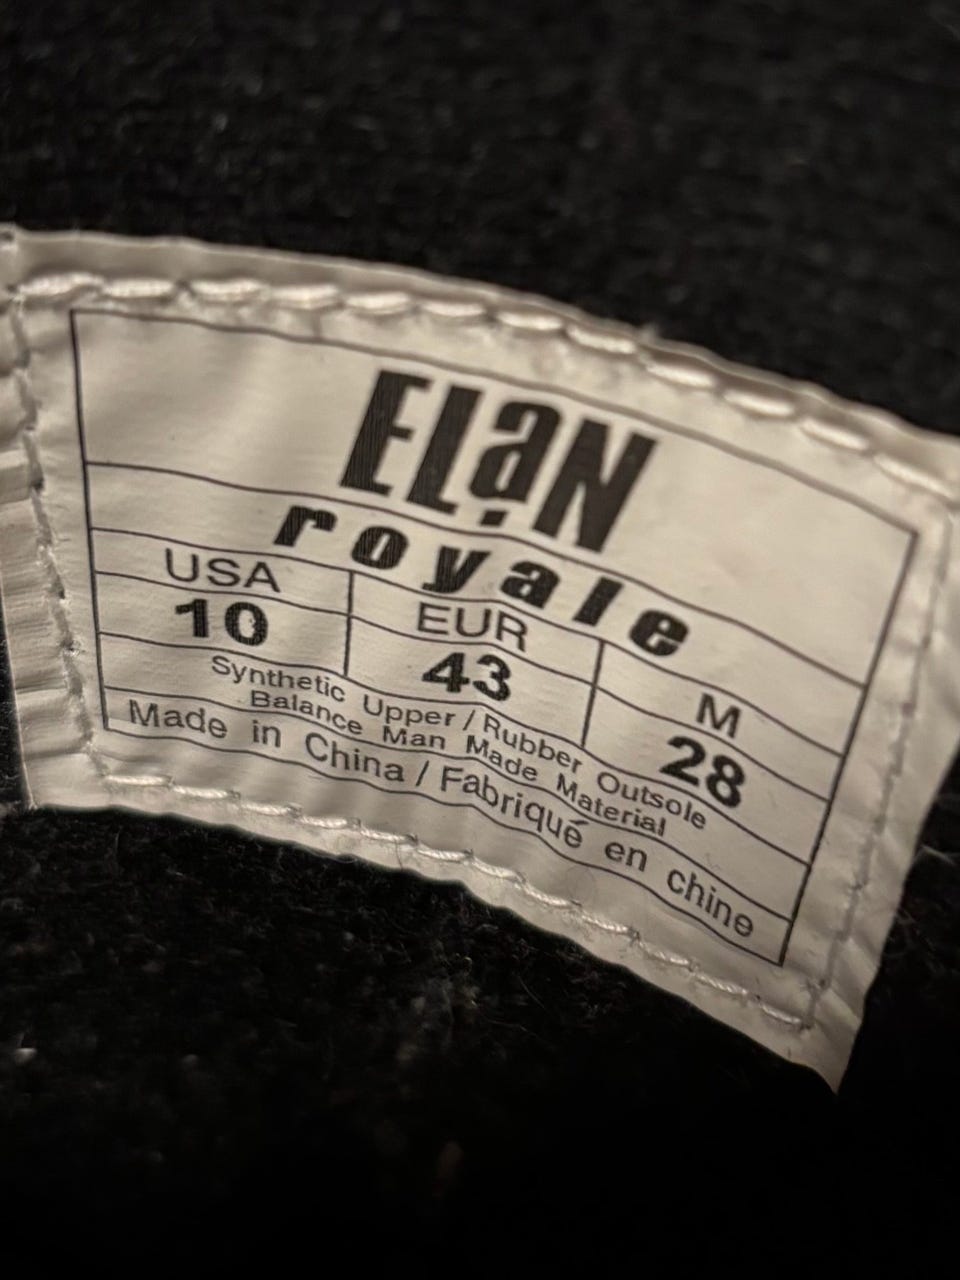 ELaN
royale
USA EUR M
10 43 28
Synthetic Upper / Rubber Outsole
Balance Man Made Material
Made in China / Fabriqué en chine